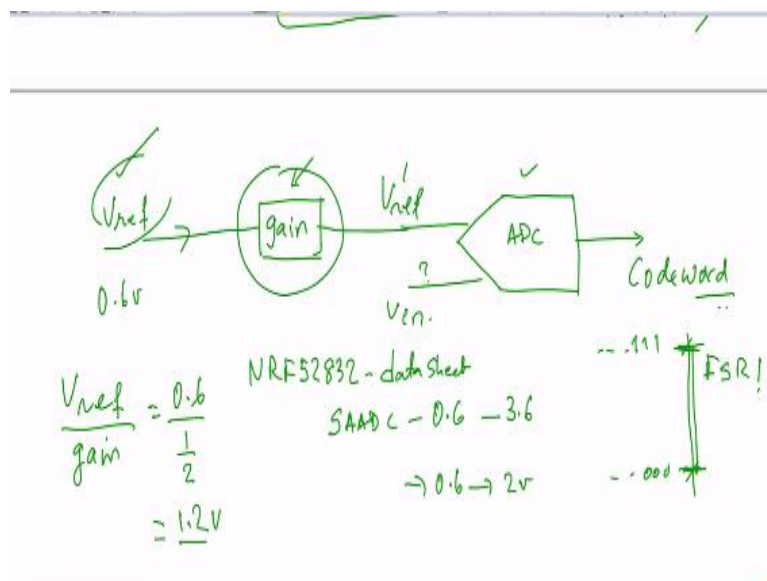 Vref
gain
V'ref
ADC
0.6v
?
Vin.
Codeword
NRF52832 - datasheet
SAADC - 0.6 - 3.6
→ 0.6 → 2v
Vref / gain = 0.6 / 1/2
= 1.2V
--.111
FSR!
--.000